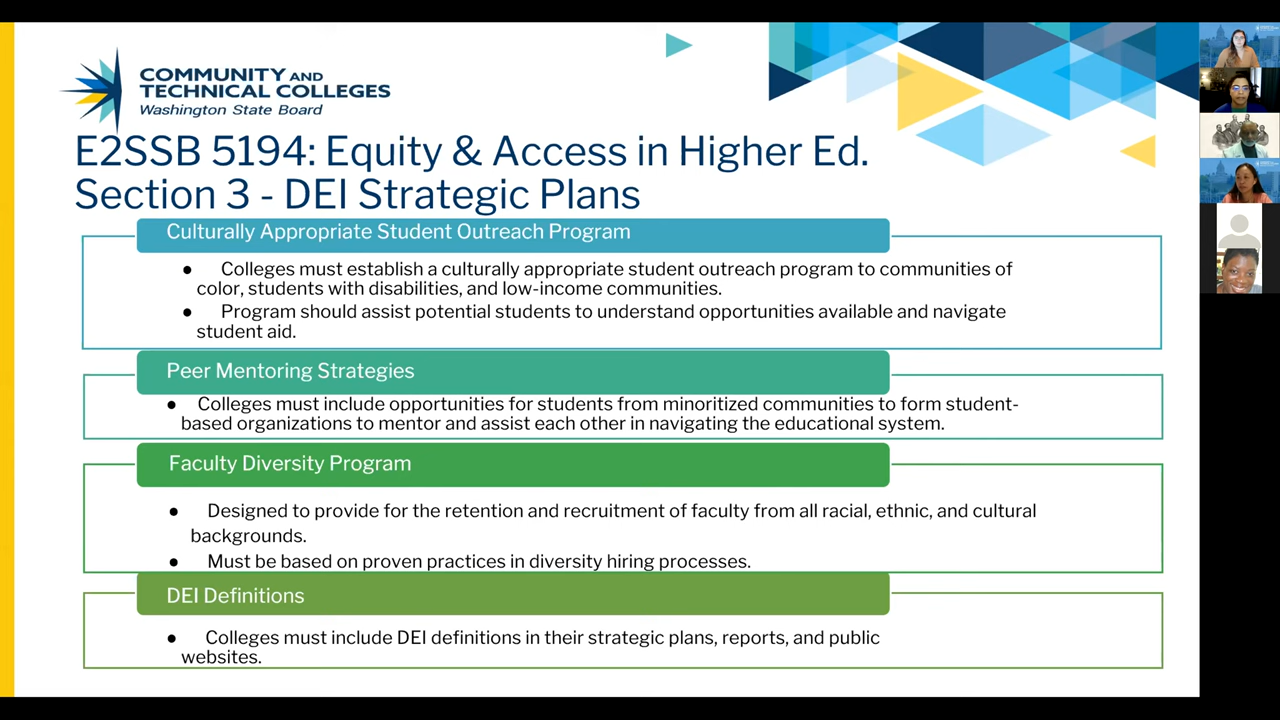 COMMUNITY AND
TECHNICAL COLLEGES
Washington State Board
E2SSB 5194: Equity & Access in Higher Ed.
Section 3 - DEI Strategic Plans
Culturally Appropriate Student Outreach Program
● Colleges must establish a culturally appropriate student outreach program to communities of
color, students with disabilities, and low-income communities.
● Program should assist potential students to understand opportunities available and navigate
student aid.
Peer Mentoring Strategies
● Colleges must include opportunities for students from minoritized communities to form student-
based organizations to mentor and assist each other in navigating the educational system.
Faculty Diversity Program
● Designed to provide for the retention and recruitment of faculty from all racial, ethnic, and cultural
backgrounds.
● Must be based on proven practices in diversity hiring processes.
DEI Definitions
● Colleges must include DEI definitions in their strategic plans, reports, and public
websites.